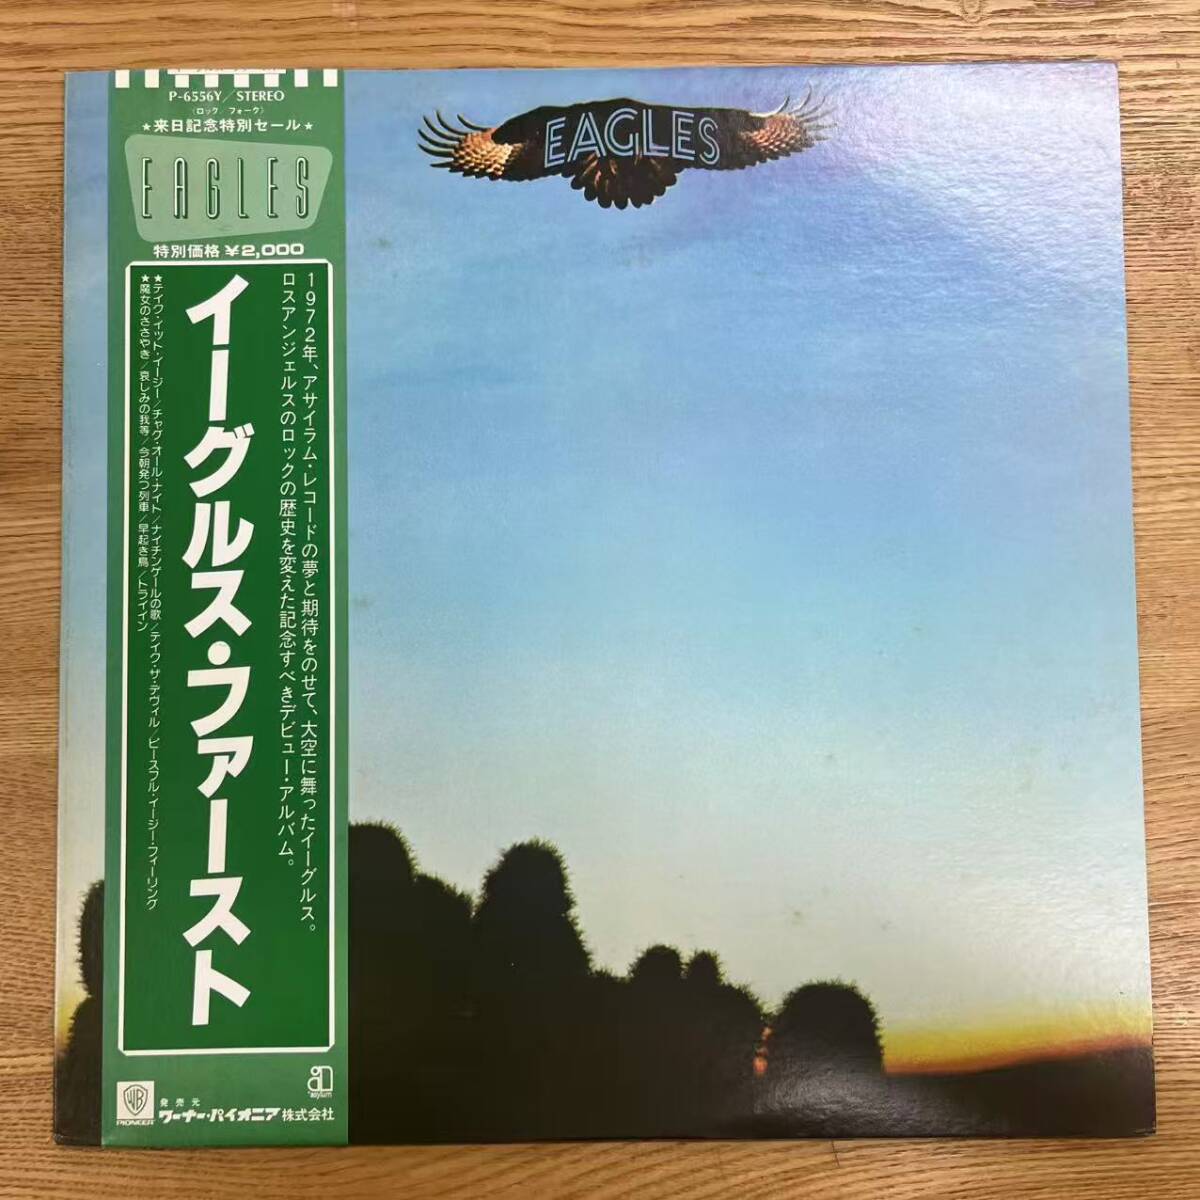 P-6556Y/STEREO
(ロック フォーク)
★来日記念特別セール★
EAGLES
特別価格 ¥2,000
1972年、アサイラム・レコードの夢と期待をのせて、大空に舞ったイーグルス。
ロスアンジェルスのロックの歴史を変えた記念すべきデビュー・アルバム。
イーグルス・ファースト
★テイク・イット・イージー/チャグ・オール・ナイト/ナイチンゲールの歌/テイク・ザ・デヴィル/ピースフル・イージー・フィーリング
★魔女のささやき/哀しみの我等/今朝発つ列車/早起き鳥/トライイン
WB
PIONEER
発売元
ワーナー・パイオニア株式会社
asylum
EAGLES